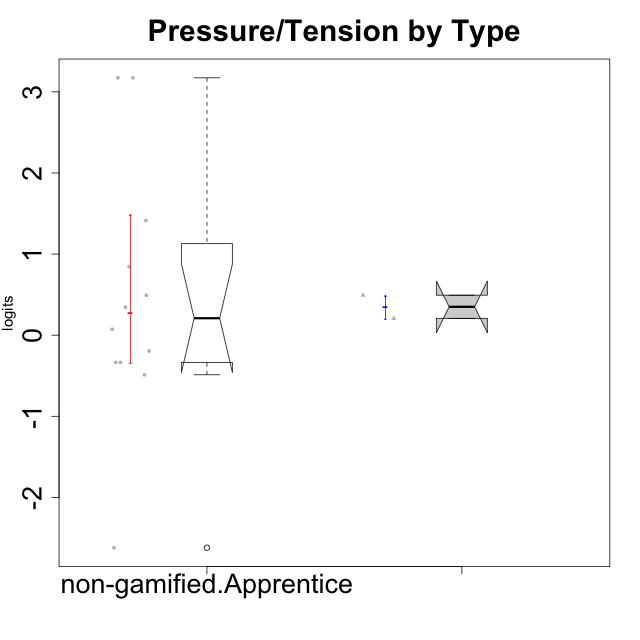 Pressure/Tension by Type
3
2
1
0
-1
-2
logits
non-gamified.Apprentice